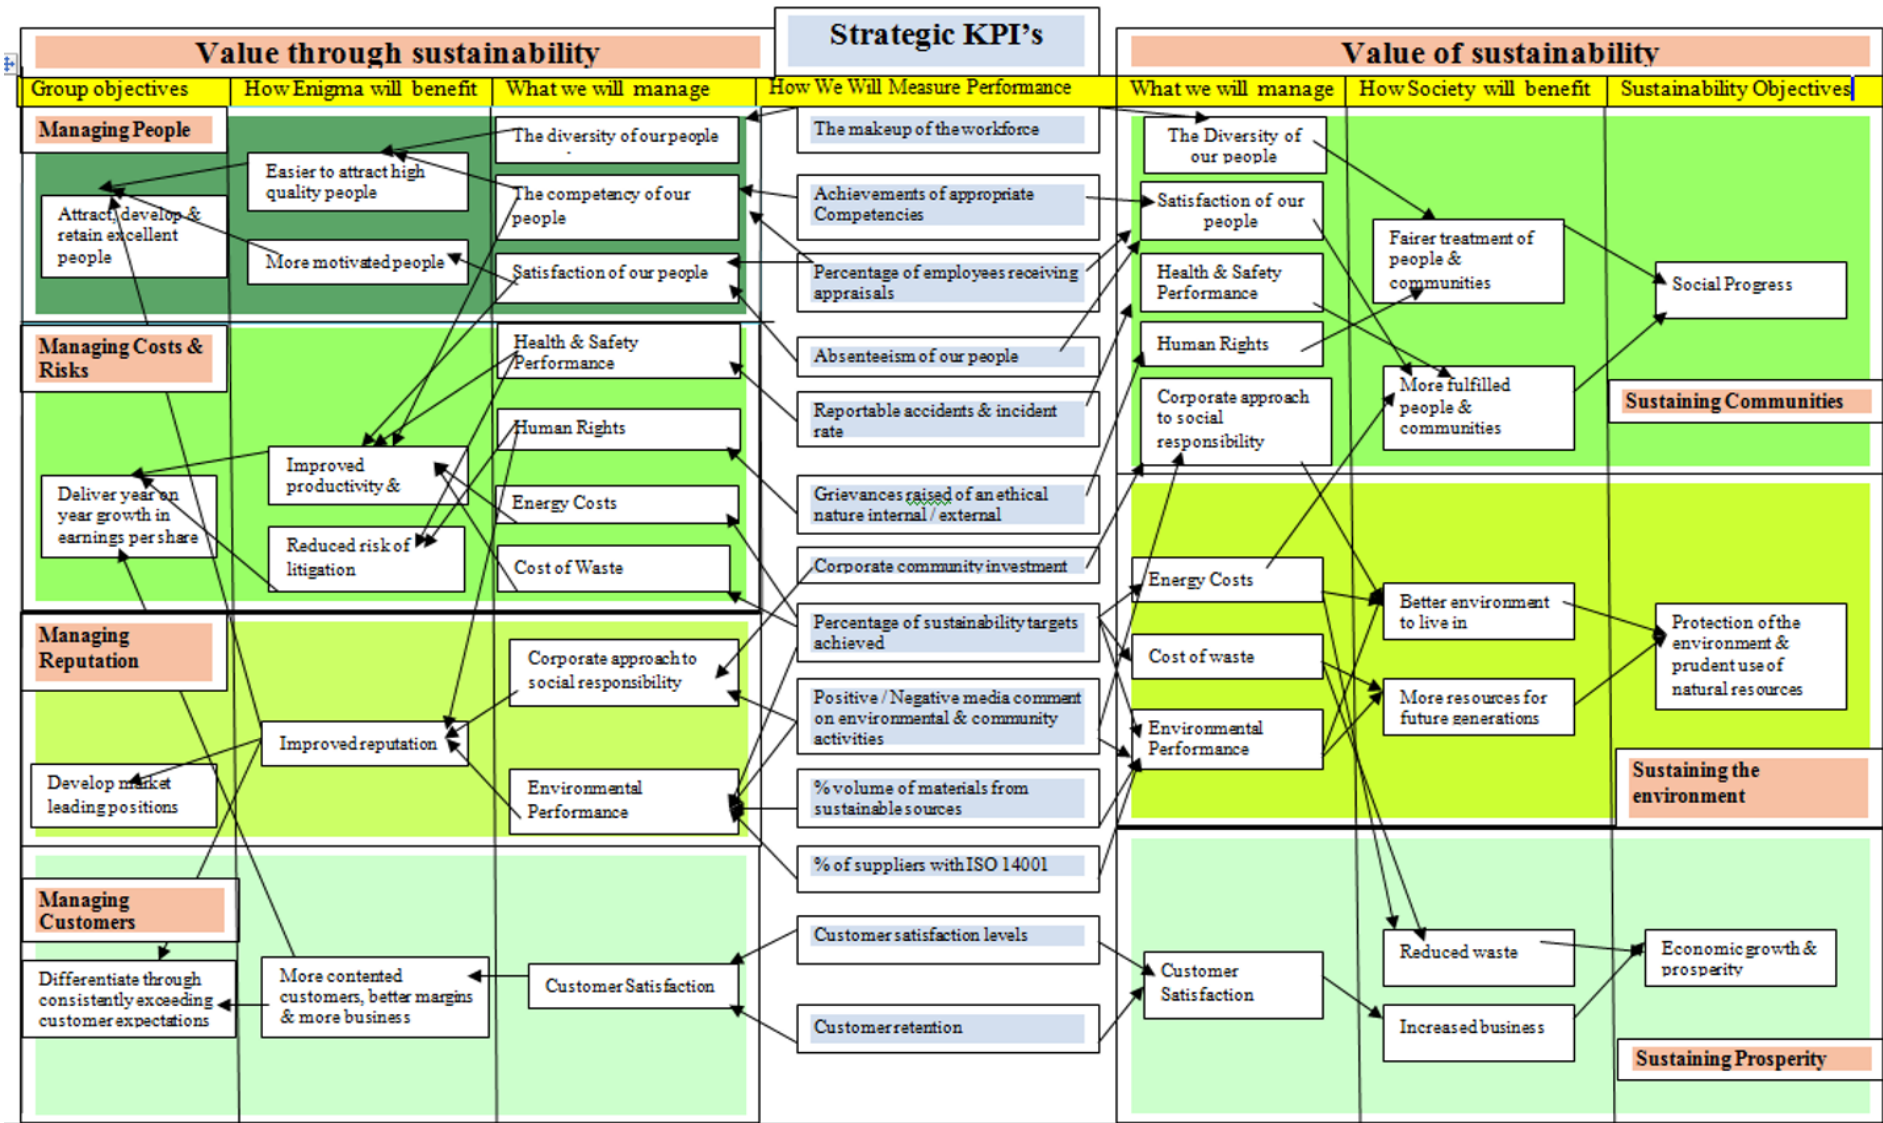 Strategic KPI's
Value through sustainability
Value of sustainability
Group objectives
How Enigma will benefit
What we will manage
How We Will Measure Performance
What we will manage
How Society will benefit
Sustainability Objectives
Managing People
Attract, develop &
retain excellent
people
Easier to attract high
quality people
More motivated people
The diversity of our people
The competency of our
people
Satisfaction of our people
Managing Costs &
Risks
Deliver year on
year growth in
earnings per share
Improved
productivity &
Reduced risk of
litigation
Health & Safety
Performance
Human Rights
Energy Costs
Cost of Waste
Managing
Reputation
Develop market
leading positions
Improved reputation
Corporate approach to
social responsibility
Environmental
Performance
Managing
Customers
Differentiate through
consistently exceeding
customer expectations
More contented
customers, better margins
& more business
Customer Satisfaction
The makeup of the workforce
Achievements of appropriate
Competencies
Percentage of employees receiving
appraisals
Absenteeism of our people
Reportable accidents & incident
rate
Grievances raised of an ethical
nature internal / external
Corporate community investment
Percentage of sustainability targets
achieved
Positive / Negative media comment
on environmental & community
activities
% volume of materials from
sustainable sources
% of suppliers with ISO 14001
Customer satisfaction levels
Customer retention
The Diversity of
our people
Satisfaction of our
people
Health & Safety
Performance
Human Rights
Corporate approach
to social
responsibility
Fairer treatment of
people &
communities
More fulfilled
people &
communities
Social Progress
Sustaining Communities
Energy Costs
Cost of waste
Environmental
Performance
Better environment
to live in
More resources for
future generations
Protection of the
environment &
prudent use of
natural resources
Sustaining the
environment
Customer
Satisfaction
Reduced waste
Increased business
Economic growth &
prosperity
Sustaining Prosperity